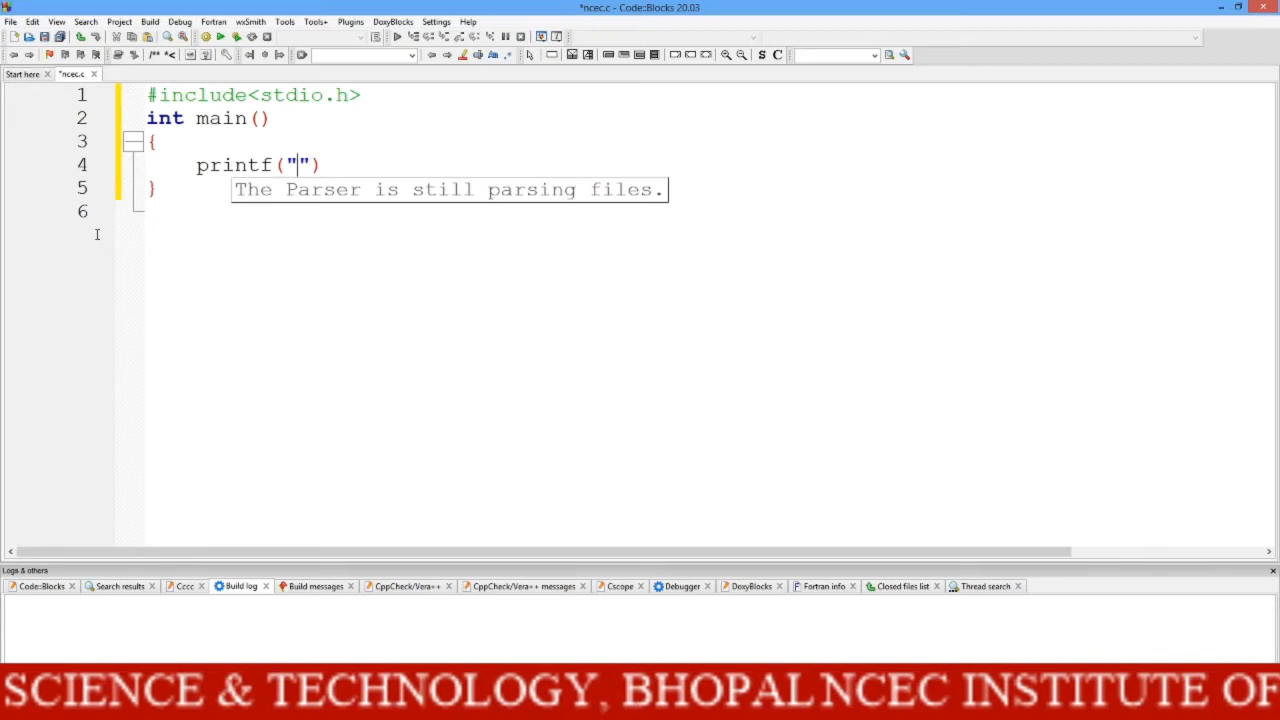 *ncec.c - Code::Blocks 20.03
File Edit View Search Project Build Debug Fortran wxSmith Tools Tools+ Plugins DoxyBlocks Settings Help
/** *<
S C
Start here *ncec.c
1 #include<stdio.h>
2 int main()
3 {
4 printf("")
5 }
The Parser is still parsing files.
6
Logs & others
Code::Blocks Search results Cccc Build log Build messages CppCheck/Vera++ CppCheck/Vera++ messages Cscope Debugger DoxyBlocks Fortran info Closed files list Thread search
SCIENCE & TECHNOLOGY, BHOPAL NCEC INSTITUTE OF